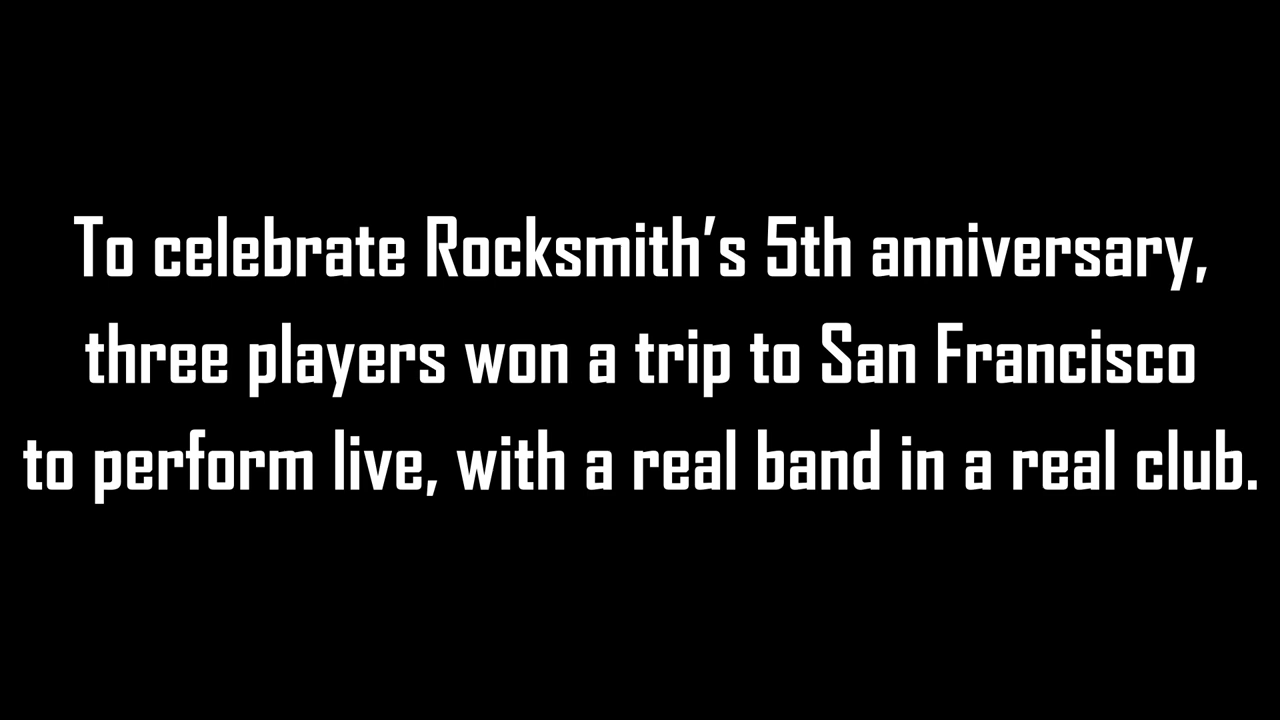 To celebrate Rocksmith’s 5th anniversary,
three players won a trip to San Francisco
to perform live, with a real band in a real club.